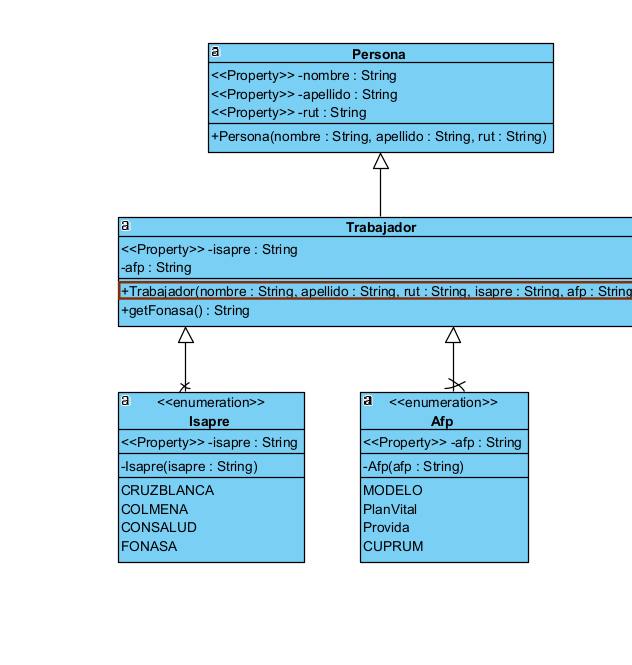 a
Persona
<<Property>> -nombre : String
<<Property>> -apellido : String
<<Property>> -rut : String
+Persona(nombre : String, apellido : String, rut : String)
a
Trabajador
<<Property>> -isapre : String
-afp : String
+Trabajador(nombre : String, apellido : String, rut : String, isapre : String, afp : String
+getFonasa() : String
a <<enumeration>>
Isapre
<<Property>> -isapre : String
-Isapre(isapre : String)
CRUZBLANCA
COLMENA
CONSALUD
FONASA
a <<enumeration>>
Afp
<<Property>> -afp : String
-Afp(afp : String)
MODELO
PlanVital
Provida
CUPRUM